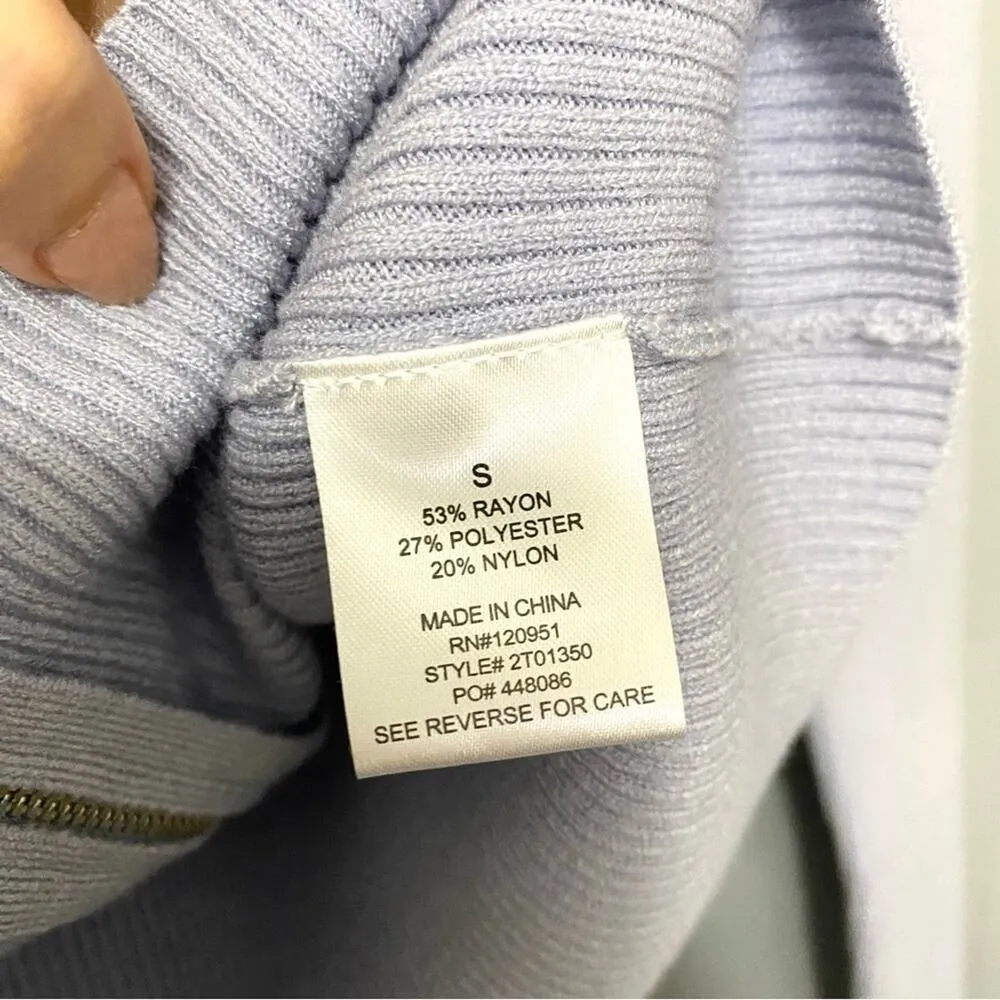 S
53% RAYON
27% POLYESTER
20% NYLON
MADE IN CHINA
RN#120951
STYLE# 2T01350
PO# 448086
SEE REVERSE FOR CARE